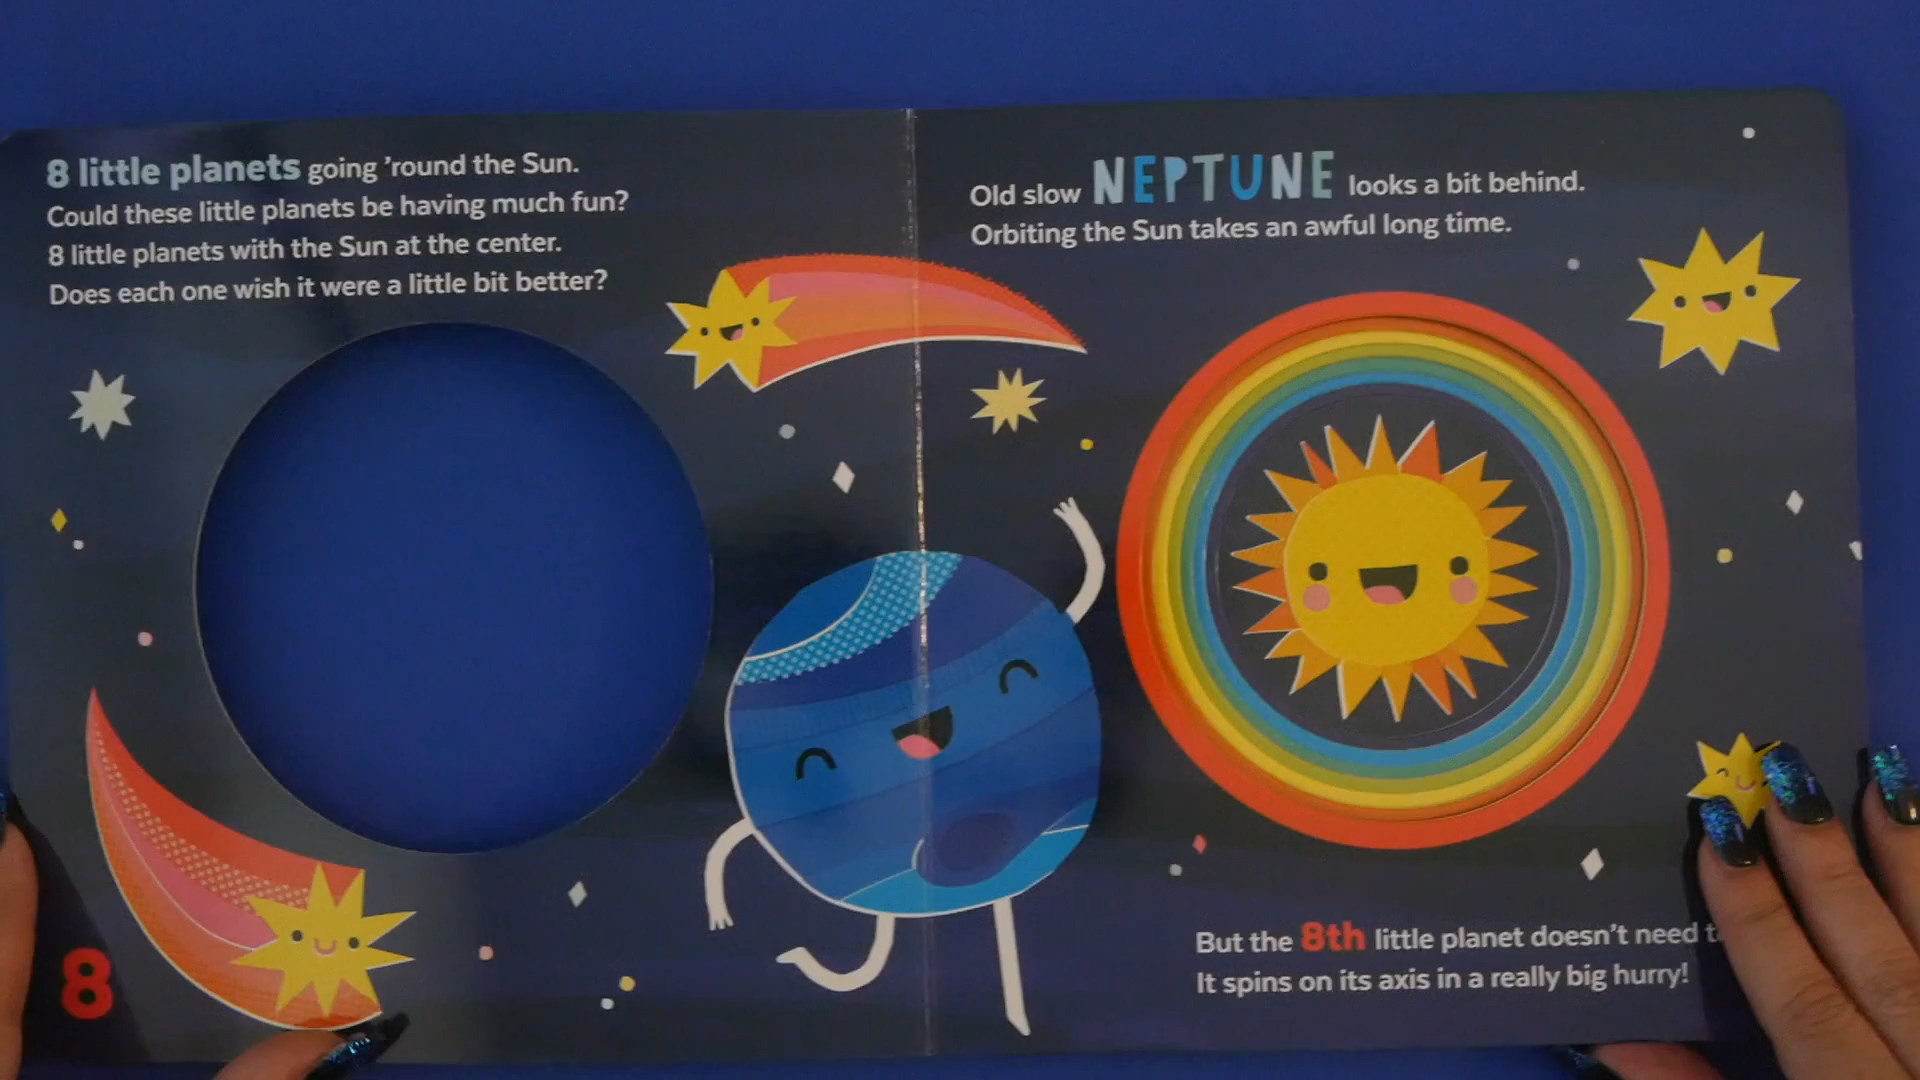 8 little planets going ’round the Sun.
Could these little planets be having much fun?
8 little planets with the Sun at the center.
Does each one wish it were a little bit better?
8
Old slow NEPTUNE looks a bit behind.
Orbiting the Sun takes an awful long time.
But the 8th little planet doesn’t need
It spins on its axis in a really big hurry!